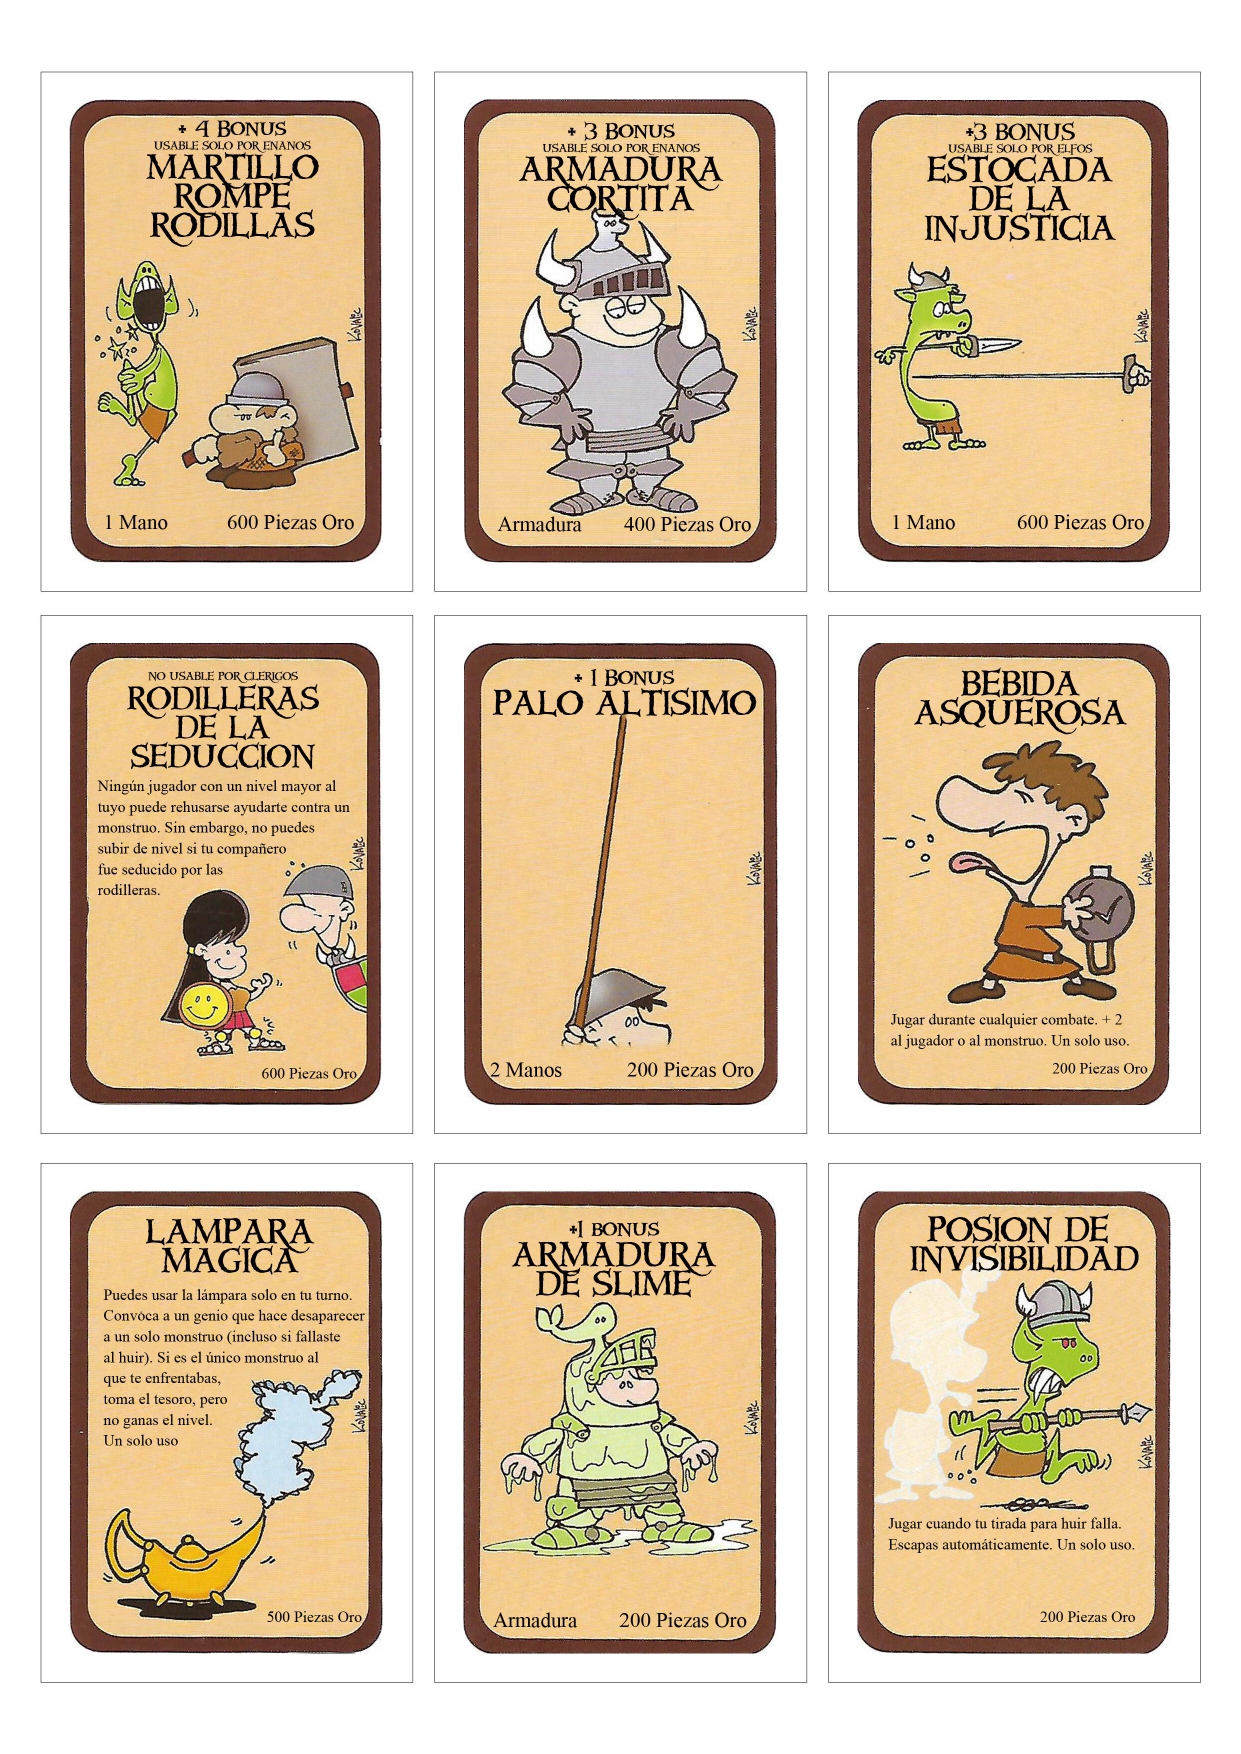 + 4 BONUS
USABLE SOLO POR ENANOS
MARTILLO
ROMPE
RODILLAS
KOVALIC
1 Mano 600 Piezas Oro
+ 3 BONUS
USABLE SOLO POR ENANOS
ARMADURA
CORTITA
KOVALIC
Armadura 400 Piezas Oro
+3 BONUS
USABLE SOLO POR ELFOS
ESTOCADA
DE LA
INJUSTICIA
KOVALIC
1 Mano 600 Piezas Oro
NO USABLE POR CLERIGOS
RODILLERAS
DE LA
SEDUCCION
Ningún jugador con un nivel mayor al
tuyo puede rehusarse ayudarte contra un
monstruo. Sin embargo, no puedes
subir de nivel si tu compañero
fue seducido por las
rodilleras.
KOVALIC
600 Piezas Oro
+ 1 BONUS
PALO ALTISIMO
KOVALIC
2 Manos 200 Piezas Oro
BEBIDA
ASQUEROSA
KOVALIC
Jugar durante cualquier combate. + 2
al jugador o al monstruo. Un solo uso.
200 Piezas Oro
LAMPARA
MAGICA
Puedes usar la lámpara solo en tu turno.
Convoca a un genio que hace desaparecer
a un solo monstruo (incluso si fallaste
al huir). Si es el único monstruo al
que te enfrentabas,
toma el tesoro, pero
no ganas el nivel.
Un solo uso
KOVALIC
500 Piezas Oro
+1 BONUS
ARMADURA
DE SLIME
KOVALIC
Armadura 200 Piezas Oro
POSION DE
INVISIBILIDAD
KOVALIC
Jugar cuando tu tirada para huir falla.
Escapas automáticamente. Un solo uso.
200 Piezas Oro